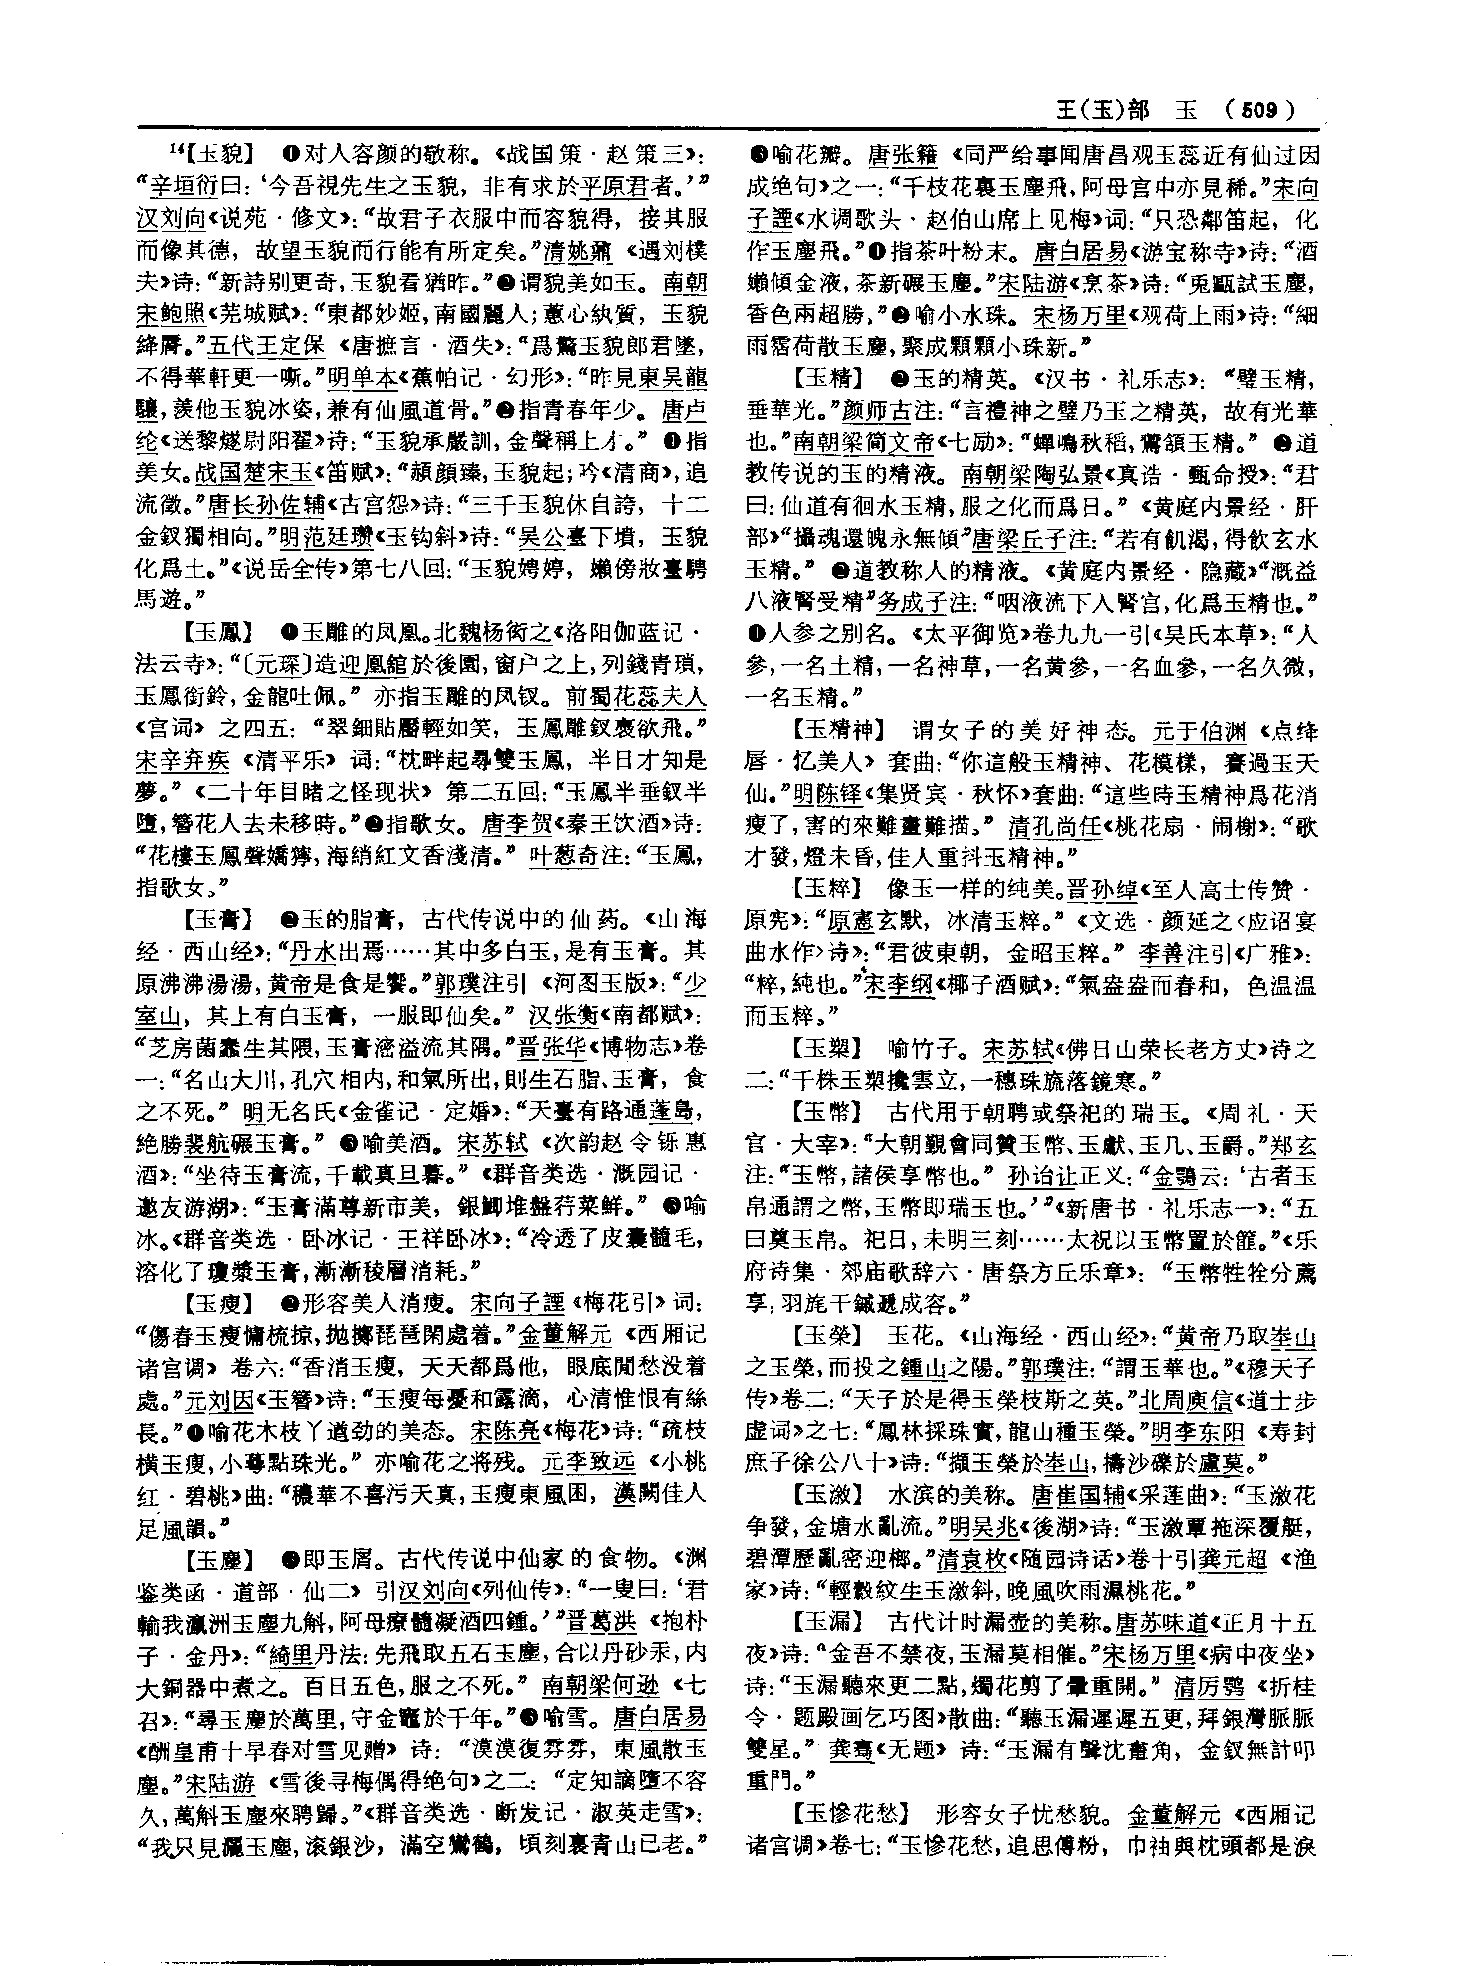 王(玉)部　玉　(509)
14【玉貌】 ❶对人容颜的敬称。《战国策·赵策三》：
“辛垣衍曰：‘今吾視先生之玉貌，非有求於平原君者。’”
汉刘向《说苑·修文》：“故君子衣服中而容貌得，接其服
而像其德，故望玉貌而行能有所定矣。”清姚鼐《遇刘樸
夫》诗：“新詩别更奇，玉貌看猶昨。”❷谓貌美如玉。南朝
宋鲍照《芜城赋》：“東都妙姬，南國麗人；蕙心紈質，玉貌
絳脣。”五代王定保《唐摭言·酒失》：“爲驚玉貌郎君墜，
不得華軒更一嘶。”明单本《蕉帕记·幻形》：“昨見東吴龍
驤，羡他玉貌冰姿，兼有仙風道骨。”❸指青春年少。唐卢
纶《送黎燧尉阳翟》诗：“玉貌承嚴訓，金聲稱上才。” ❹指
美女。战国楚宋玉《笛赋》：“頳顔臻，玉貌起；吟《清商》，追
流徵。”唐长孙佐辅《古宫怨》诗：“三千玉貌休自誇，十二
金釵獨相向。”明范廷瓒《玉钩斜》诗：“吴公臺下墳，玉貌
化爲土。”《说岳全传》第七八回：“玉貌娉婷，嬾傍妝臺騁
馬遊。”
【玉鳳】 ❶玉雕的凤凰。北魏杨衒之《洛阳伽蓝记·
法云寺》：“〔元琛〕造迎風館於後園，窗户之上，列錢青瑣，
玉鳳銜鈴，金龍吐佩。” 亦指玉雕的凤钗。前蜀花蕊夫人
《宫词》之四五：“翠鈿貼靨輕如笑，玉鳳雕釵裊欲飛。”
宋辛弃疾《清平乐》词：“枕畔起尋雙玉鳳，半日才知是
夢。”《二十年目睹之怪现状》第二五回：“玉鳳半垂釵半
墮，簪花人去未移時。”❷指歌女。唐李贺《秦王饮酒》诗：
“花樓玉鳳聲嬌獰，海綃紅文香淺清。” 叶葱奇注：“玉鳳，
指歌女。”
【玉膏】 ❶玉的脂膏，古代传说中的仙药。《山海
经·西山经》：“丹水出焉……其中多白玉，是有玉膏。其
原沸沸湯湯，黄帝是食是饗。”郭璞注引《河图玉版》：“少
室山，其上有白玉膏，一服即仙矣。” 汉张衡《南都赋》：
“芝房菌蠢生其隈，玉膏滵溢流其隅。”晋张华《博物志》卷
一：“名山大川，孔穴相内，和氣所出，則生石脂、玉膏，食
之不死。” 明无名氏《金雀记·定婚》：“天臺有路通蓬島，
絶勝裴航碾玉膏。” ❷喻美酒。宋苏轼《次韵赵令铄惠
酒》：“坐待玉膏流，千載真旦暮。”《群音类选·溉园记·
邀友游湖》：“玉膏滿尊新市美，銀鯽堆盤荇菜鲜。” ❸喻
冰。《群音类选·卧冰记·王祥卧冰》：“冷透了皮囊髓毛，
溶化了瓊漿玉膏，漸漸稜層消耗。”
【玉瘦】 ❶形容美人消瘦。宋向子諲《梅花引》词：
“傷春玉瘦慵梳掠，抛擲琵琶閑處着。”金董解元《西厢记
诸宫调》卷六：“香消玉瘦，天天都爲他，眼底閒愁没着
處。”元刘因《玉簪》诗：“玉瘦每憂和露滴，心清惟恨有絲
長。”❷喻花木枝丫遒劲的美态。宋陈亮《梅花》诗：“疏枝
横玉瘦，小萼點珠光。” 亦喻花之将残。元李致远《小桃
红·碧桃》曲：“穠華不喜污天真，玉瘦東風困，漢闕佳人
足風韻。”
【玉塵】 ❶即玉屑。古代传说中仙家的食物。《渊
鉴类函·道部·仙二》引汉刘向《列仙传》：“一叟曰：‘君
輸我瀛洲玉塵九斛，阿母療髓凝酒四鍾。’”晋葛洪《抱朴
子·金丹》：“綺里丹法：先飛取五石玉塵，合以丹砂汞，内
大銅器中煮之。百日五色，服之不死。” 南朝梁何逊《七
召》：“尋玉塵於萬里，守金竈於千年。”❷喻雪。唐白居易
《酬皇甫十早春对雪见赠》诗：“漠漠復雰雰，東風散玉
塵。”宋陆游《雪後寻梅偶得绝句》之二：“定知謫墮不容
久，萬斛玉塵來聘歸。”《群音类选·断发记·淑英走雪》：
“我只見灑玉塵，滚銀沙，滿空鸞鶴，頃刻裏青山已老。”
❸喻花瓣。唐张籍《同严给事闻唐昌观玉蕊近有仙过因
成绝句》之一：“千枝花裏玉塵飛，阿母宫中亦見稀。”宋向
子諲《水调歌头·赵伯山席上见梅》词：“只恐鄰笛起，化
作玉塵飛。”❹指茶叶粉末。唐白居易《游宝称寺》诗：“酒
嬾傾金液，茶新碾玉塵。”宋陆游《烹茶》诗：“兎甌試玉塵，
香色兩超勝。”❺喻小水珠。宋杨万里《观荷上雨》诗：“細
雨霑荷散玉塵，聚成顆顆小珠新。”
【玉精】 ❶玉的精英。《汉书·礼乐志》：“璧玉精，
垂華光。”颜师古注：“言禮神之璧乃玉之精英，故有光華
也。”南朝梁简文帝《七励》：“蟬鳴秋稻，鶯頷玉精。” ❷道
教传说的玉的精液。南朝梁陶弘景《真诰·甄命授》：“君
曰：仙道有徊水玉精，服之化而爲日。”《黄庭内景经·肝
部》“攝魂還魄永無傾”唐梁丘子注：“若有飢渴，得飲玄水
玉精。” ❸道教称人的精液。《黄庭内景经·隐藏》“溉益
八液腎受精”务成子注：“咽液流下入腎宫，化爲玉精也。”
❹人参之别名。《太平御览》卷九九一引《吴氏本草》：“人
參，一名土精，一名神草，一名黄參，一名血參，一名久微，
一名玉精。”
【玉精神】 谓女子的美好神态。元于伯渊《点绛
唇·忆美人》套曲：“你這般玉精神、花模様，賽過玉天
仙。”明陈铎《集贤宾·秋怀》套曲：“這些時玉精神爲花消
瘦了，害的來難畫難描。” 清孔尚任《桃花扇·闹榭》：“歌
才發，燈未昏，佳人重抖玉精神。”
【玉粹】 像玉一样的纯美。晋孙绰《至人高士传赞·
原宪》：“原憲玄默，冰清玉粹。”《文选·颜延之〈应诏宴
曲水作〉诗》：“君彼東朝，金昭玉粹。” 李善注引《广雅》：
“粹，純也。”宋李纲《椰子酒赋》：“氣盎盎而春和，色温温
而玉粹。”
【玉槊】 喻竹子。宋苏轼《佛日山荣长老方丈》诗之
二：“千株玉槊攙雲立，一穗珠旒落鏡寒。”
【玉幣】 古代用于朝聘或祭祀的瑞玉。《周礼·天
官·大宰》：“大朝覲會同贊玉幣、玉獻、玉几、玉爵。”郑玄
注：“玉幣，諸侯享幣也。” 孙诒让正义：“金鶚云：‘古者玉
帛通謂之幣，玉幣即瑞玉也。’”《新唐书·礼乐志一》：“五
曰奠玉帛。祀日，未明三刻……太祝以玉幣置於篚。”《乐
府诗集·郊庙歌辞六·唐祭方丘乐章》：“玉幣牲牷分薦
享，羽旄干鏚遞成容。”
【玉榮】 玉花。《山海经·西山经》：“黄帝乃取峚山
之玉榮，而投之鍾山之陽。”郭璞注：“謂玉華也。”《穆天子
传》卷二：“天子於是得玉榮枝斯之英。”北周庾信《道士步
虚词》之七：“鳳林採珠實，龍山種玉榮。”明李东阳《寿封
庶子徐公八十》诗：“擷玉榮於峚山，擣沙礫於盧莫。”
【玉溆】 水滨的美称。唐崔国辅《采莲曲》：“玉溆花
争發，金塘水亂流。”明吴兆《後湖》诗：“玉溆覃拖深覆艇，
碧潭歷亂密迎榔。”清袁枚《随园诗话》卷十引龚元超《渔
家》诗：“輕縠紋生玉溆斜，晚風吹雨濕桃花。”
【玉漏】 古代计时漏壶的美称。唐苏味道《正月十五
夜》诗：“金吾不禁夜，玉漏莫相催。”宋杨万里《病中夜坐》
诗：“玉漏聽來更二點，燭花剪了暈重開。” 清厉鹗《折桂
令·题殿画乞巧图》散曲：“聽玉漏遲遲五更，拜銀灣脈脈
雙星。” 龚骞《无题》诗：“玉漏有聲沈畫角，金釵無計叩
重門。”
【玉慘花愁】 形容女子忧愁貌。金董解元《西厢记
诸宫调》卷七：“玉慘花愁，追思傅粉，巾袖與枕頭都是淚